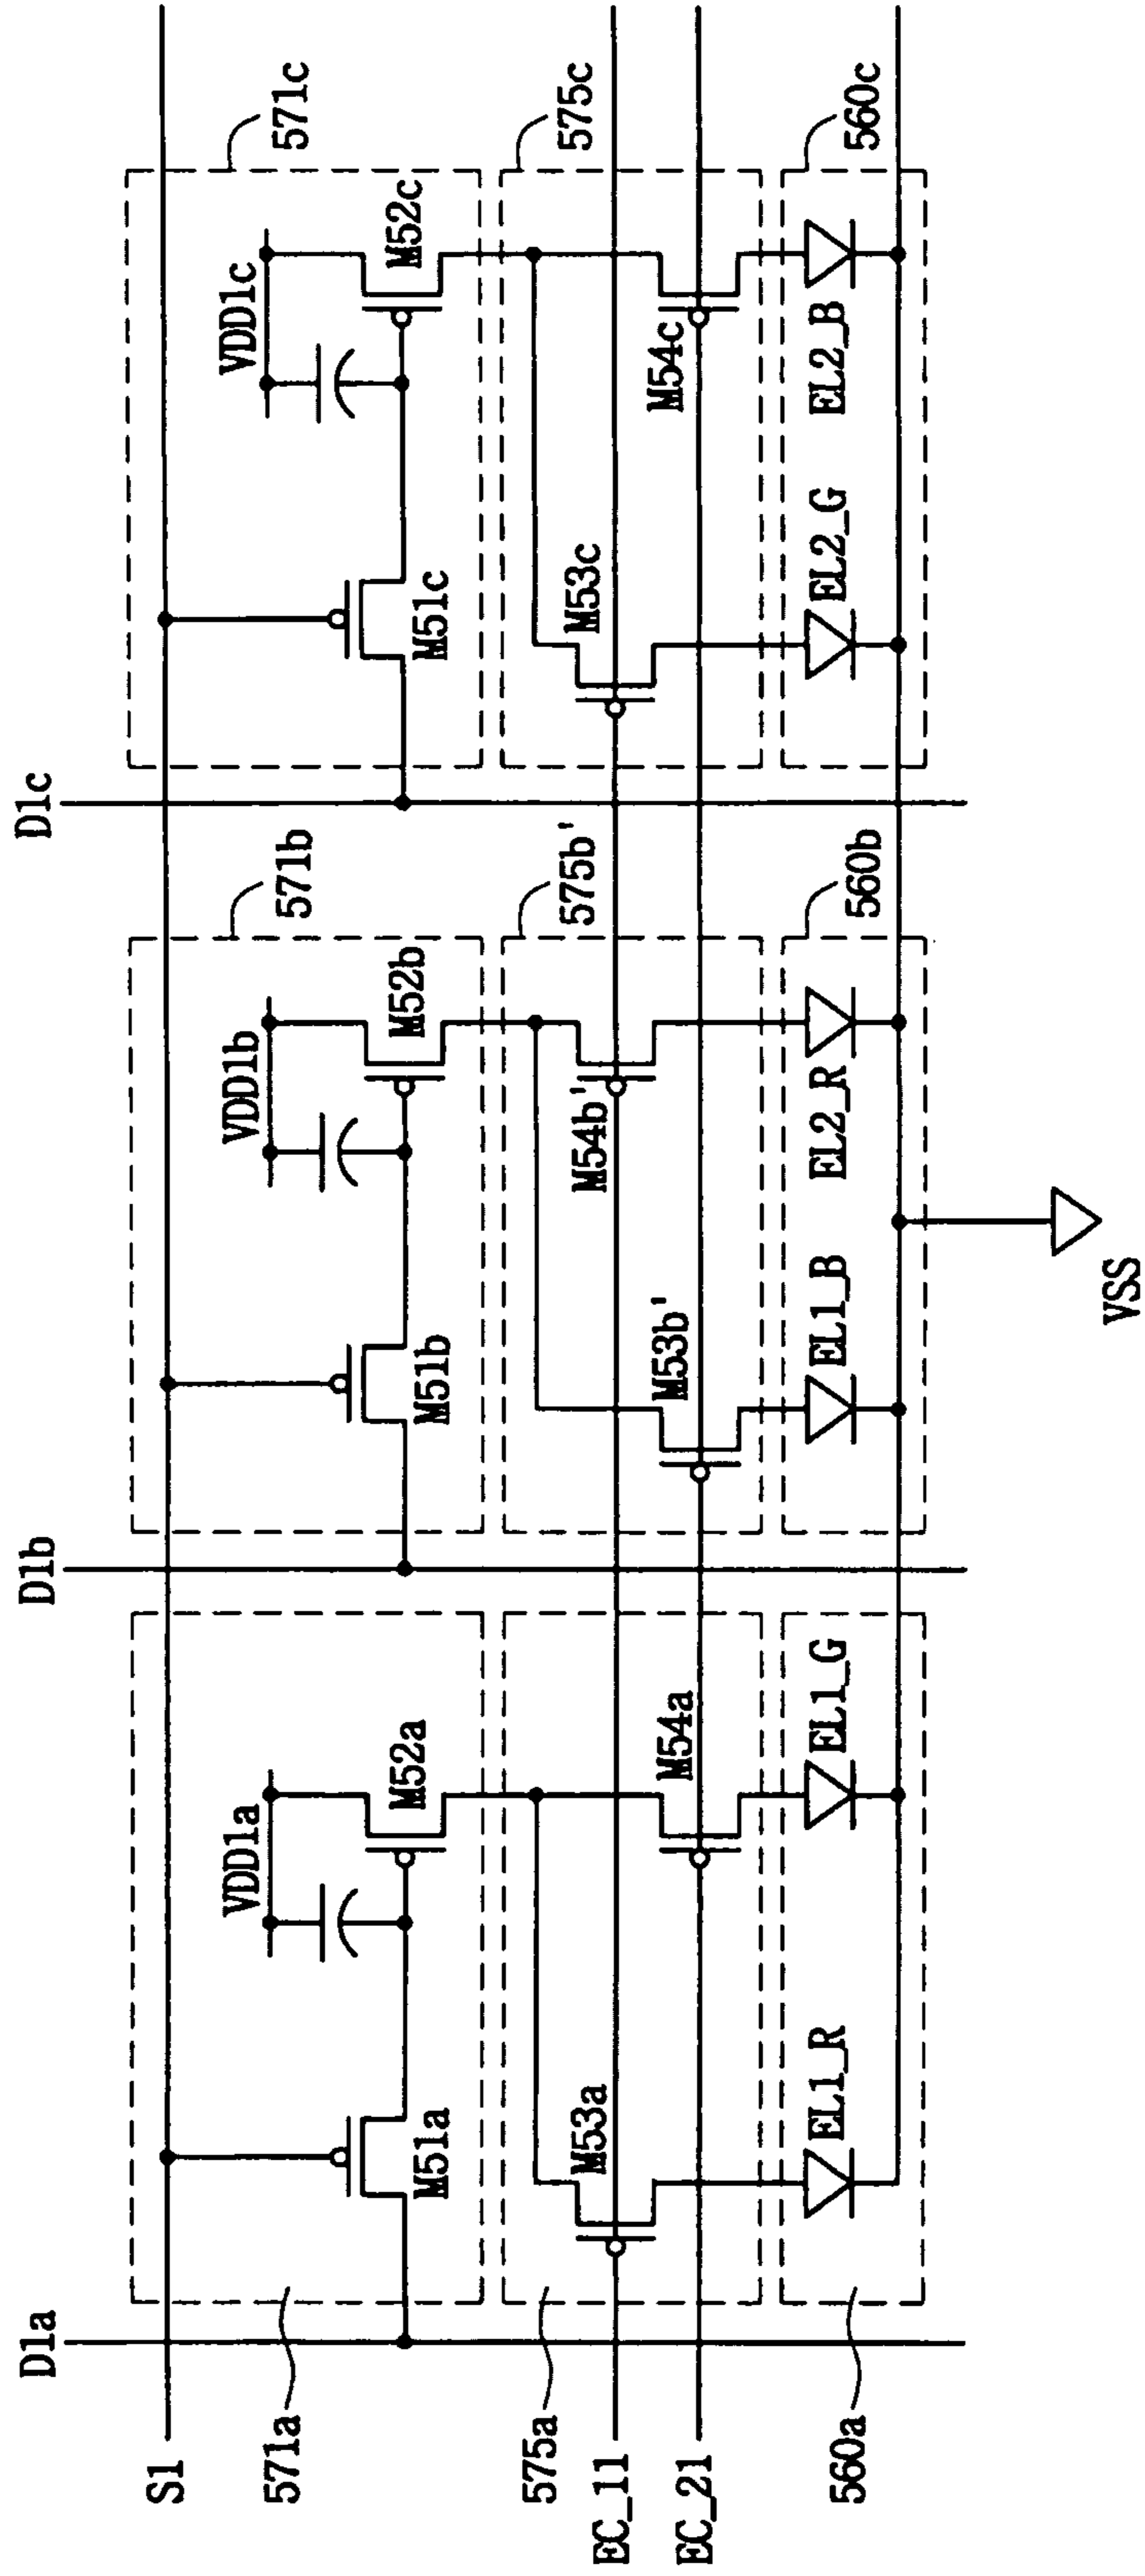 D1a
D1b
D1c
S1
571a
571b
571c
VDD1a
VDD1b
VDD1c
M51a
M52a
M51b
M52b
M51c
M52c
575a
575b'
575c
EC_11
EC_21
M53a
M54a
M53b'
M54b'
M53c
M54c
560a
560b
560c
EL1_R
EL1_G
EL1_B
EL2_R
EL2_G
EL2_B
VSS